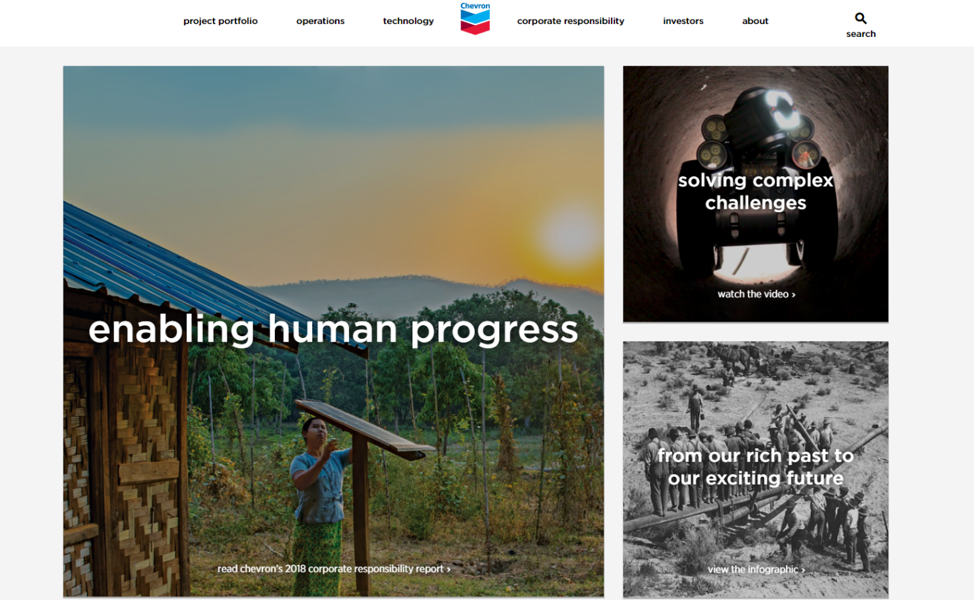 project portfolio
operations
technology
Chevron
corporate responsibility
investors
about
search
enabling human progress
read chevron's 2018 corporate responsibility report ›
solving complex
challenges
watch the video ›
from our rich past to
our exciting future
view the infographic ›